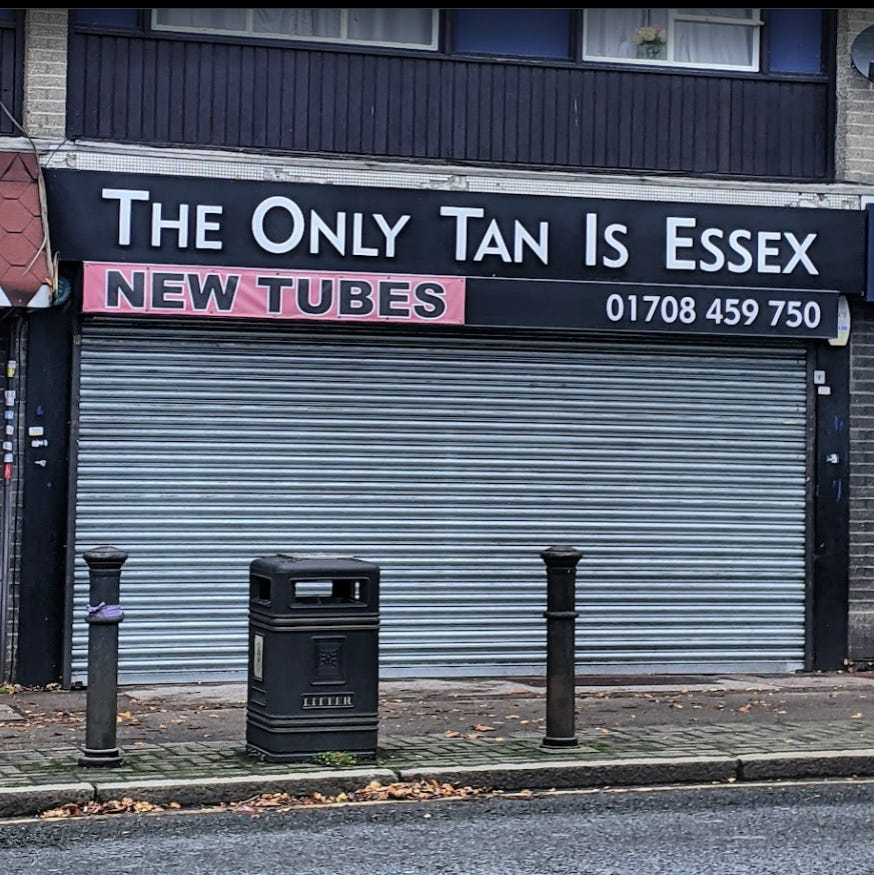 The Only Tan Is Essex
NEW TUBES
01708 459 750
LITTER